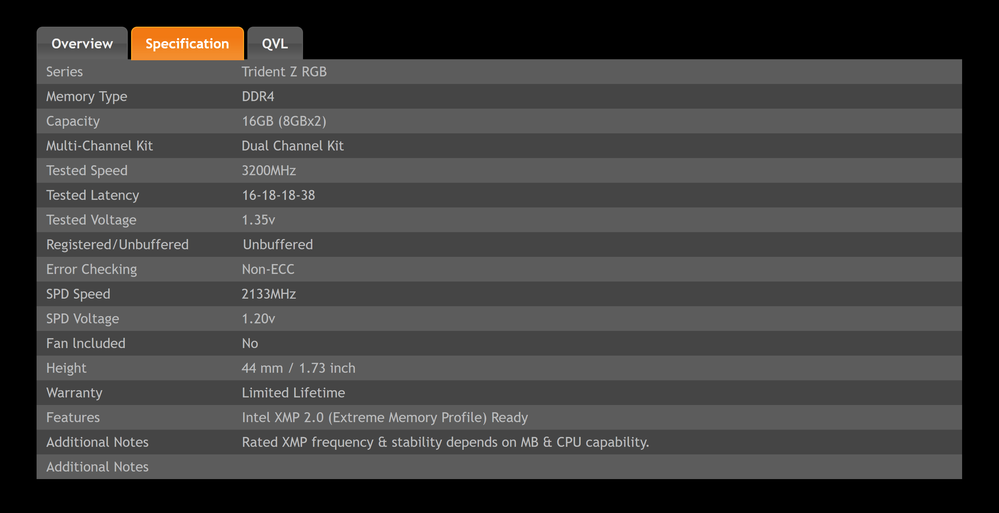 Overview Specification QVL
Series Trident Z RGB
Memory Type DDR4
Capacity 16GB (8GBx2)
Multi-Channel Kit Dual Channel Kit
Tested Speed 3200MHz
Tested Latency 16-18-18-38
Tested Voltage 1.35v
Registered/Unbuffered Unbuffered
Error Checking Non-ECC
SPD Speed 2133MHz
SPD Voltage 1.20v
Fan lncluded No
Height 44 mm / 1.73 inch
Warranty Limited Lifetime
Features Intel XMP 2.0 (Extreme Memory Profile) Ready
Additional Notes Rated XMP frequency & stability depends on MB & CPU capability.
Additional Notes